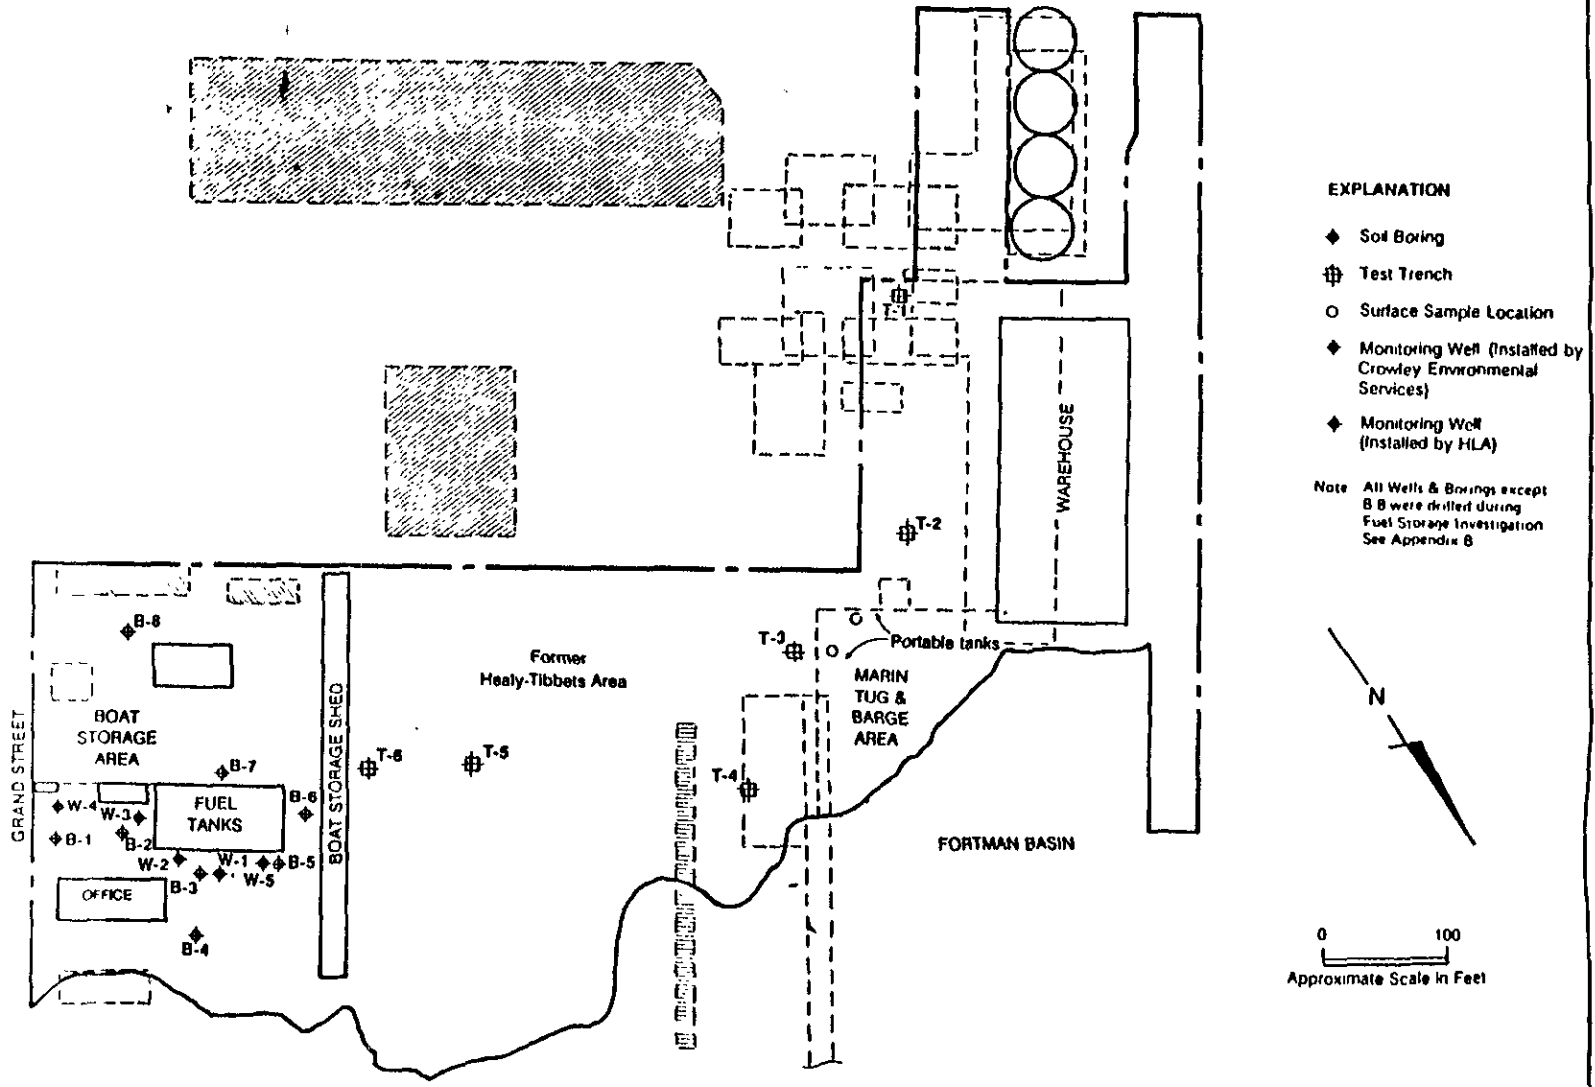 EXPLANATION
Soil Boring
Test Trench
Surface Sample Location
Monitoring Well (Installed by
Crowley Environmental
Services)
Monitoring Well
(Installed by HLA)
Note All Wells & Borings except
B 8 were drilled during
Fuel Storage Investigation
See Appendix B
T-1
WAREHOUSE
T-2
B-8
T-3
Portable tanks
Former
Healy-Tibbets Area
MARIN
TUG &
BARGE
AREA
N
GRAND STREET
BOAT
STORAGE
AREA
BOAT STORAGE SHED
T-6
T-5
T-4
B-7
W-4
W-3
FUEL
TANKS
B-6
B-1
B-2
W-2
W-1
B-5
B-3
W-5
OFFICE
B-4
FORTMAN BASIN
0 100
Approximate Scale in Feet